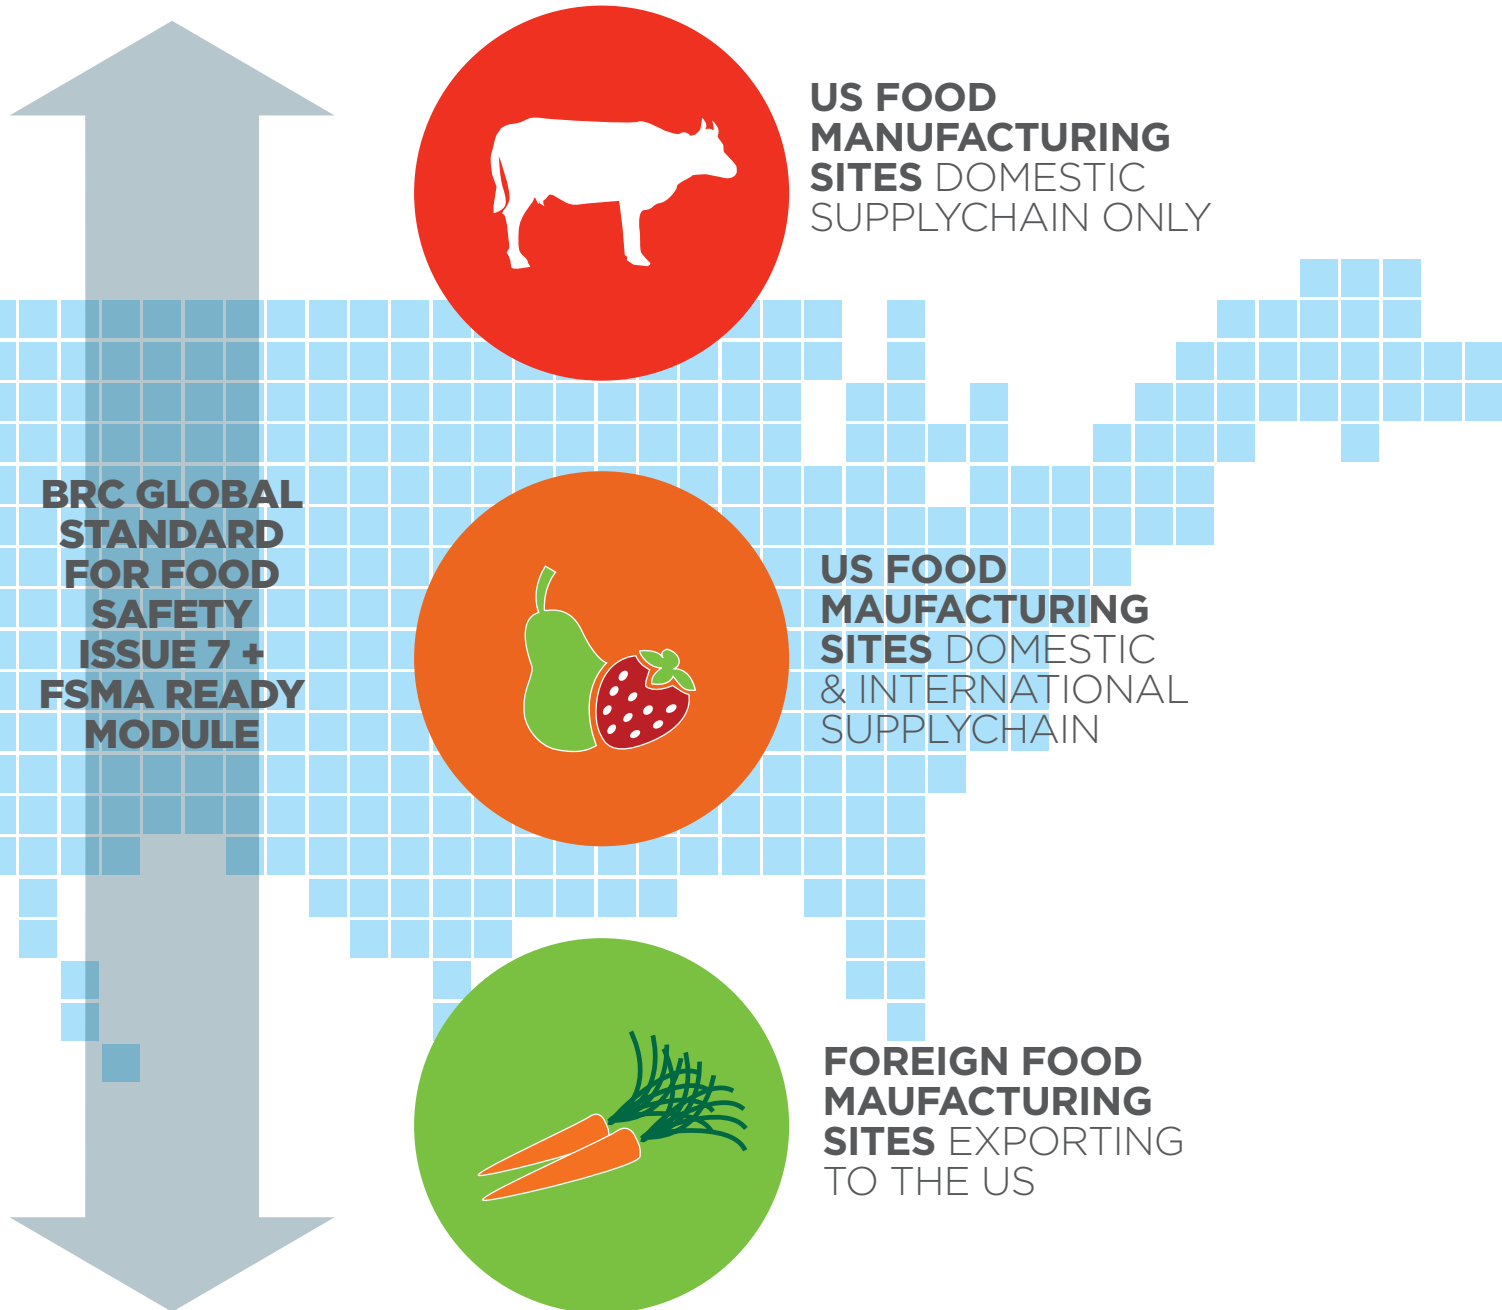 US FOOD
MANUFACTURING
SITES DOMESTIC
SUPPLYCHAIN ONLY
BRC GLOBAL
STANDARD
FOR FOOD
SAFETY
ISSUE 7 +
FSMA READY
MODULE
US FOOD
MAUFACTURING
SITES DOMESTIC
& INTERNATIONAL
SUPPLYCHAIN
FOREIGN FOOD
MAUFACTURING
SITES EXPORTING
TO THE US